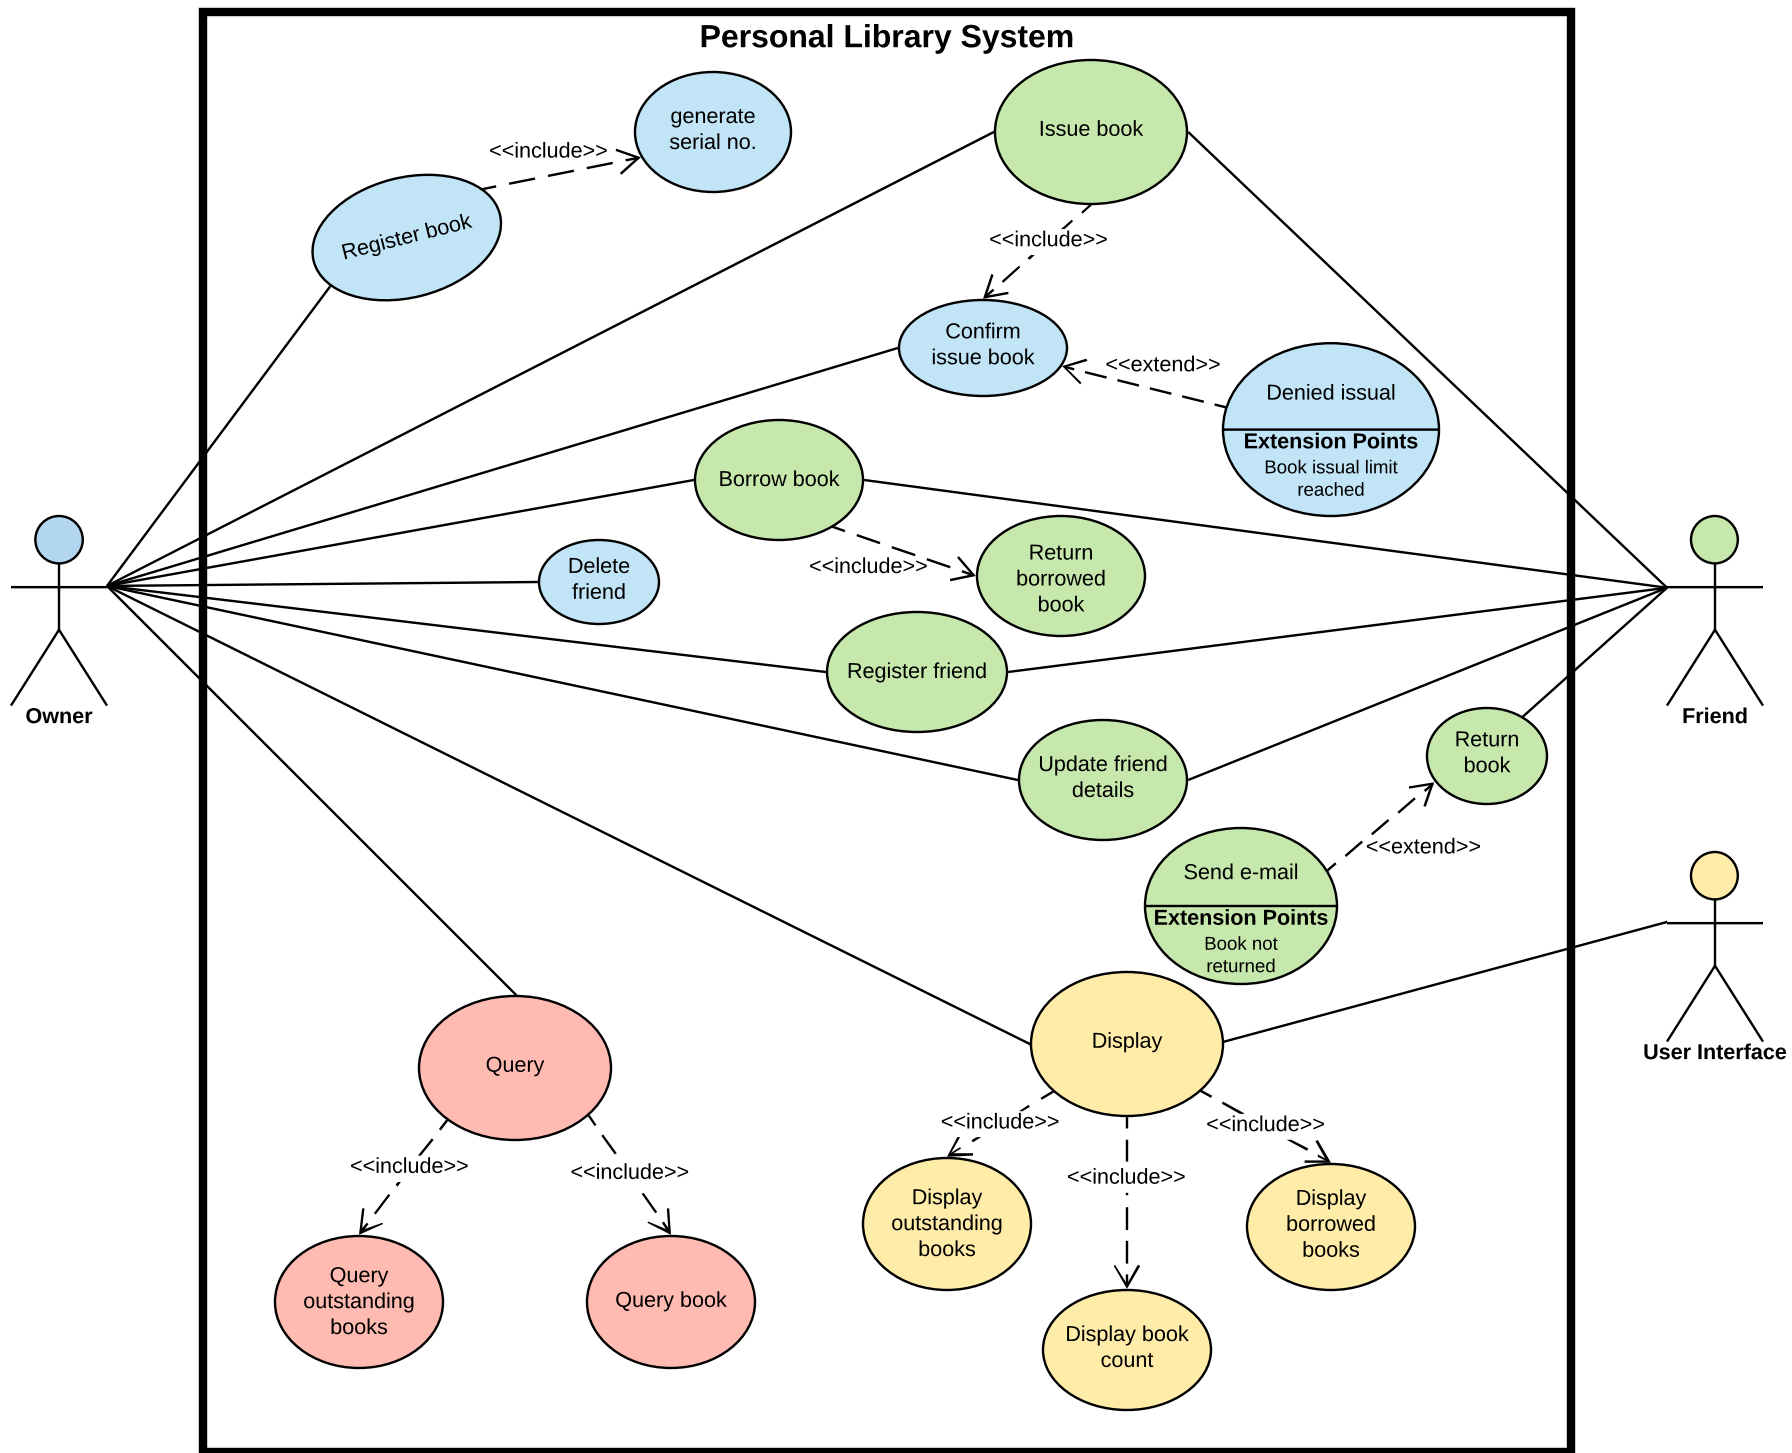 Personal Library System
generate
serial no.
Issue book
<<include>>
Register book
<<include>>
Confirm
issue book
<<extend>>
Denied issual
Extension Points
Book issual limit
reached
Borrow book
<<include>>
Return
borrowed
book
Delete
friend
Register friend
Owner
Friend
Update friend
details
Return
book
<<extend>>
Send e-mail
Extension Points
Book not
returned
Query
Display
User Interface
<<include>>
<<include>>
<<include>>
<<include>>
<<include>>
Display
outstanding
books
Display
borrowed
books
Query
outstanding
books
Query book
Display book
count